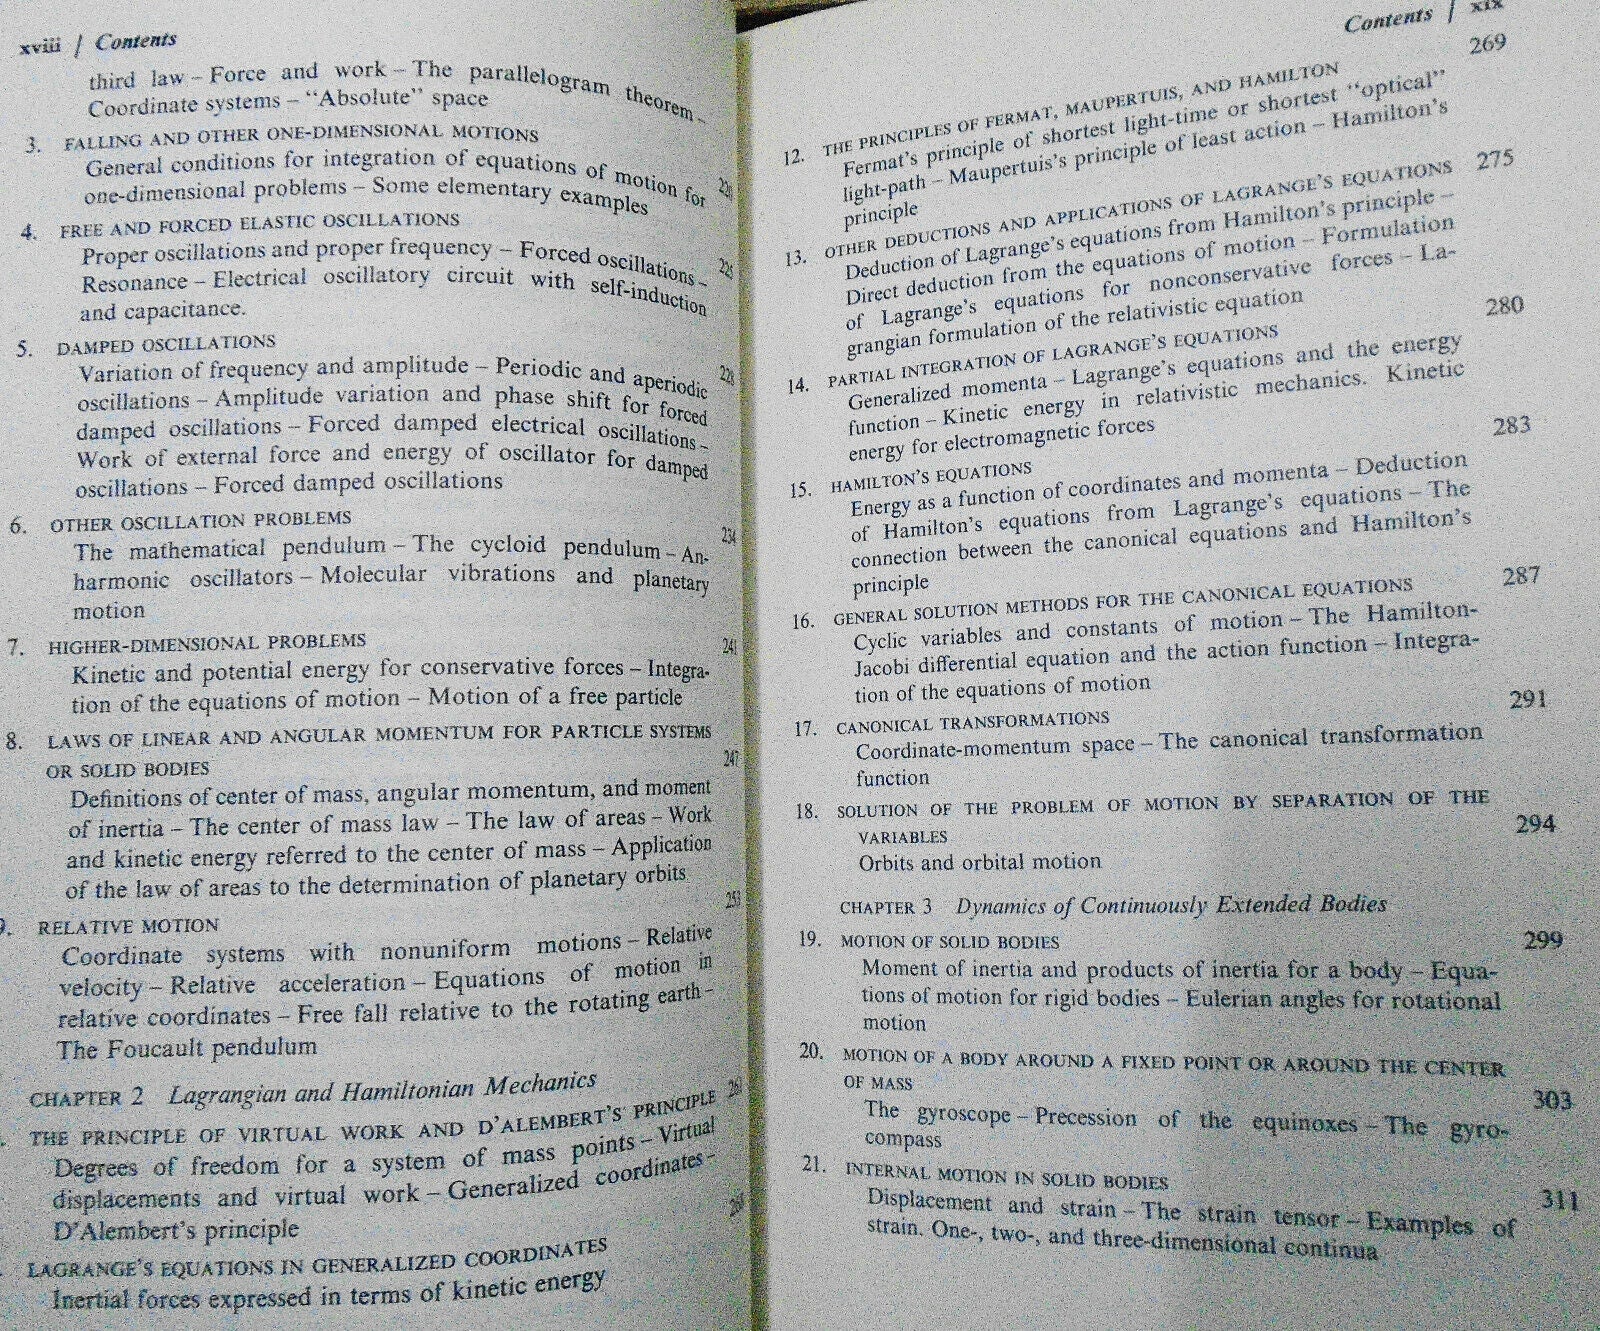 xviii / Contents
third law – Force and work – The parallelogram theorem –
Coordinate systems – "Absolute" space
3. FALLING AND OTHER ONE-DIMENSIONAL MOTIONS
General conditions for integration of equations of motion for
one-dimensional problems – Some elementary examples
4. FREE AND FORCED ELASTIC OSCILLATIONS
Proper oscillations and proper frequency – Forced oscillations – 225
Resonance – Electrical oscillatory circuit with self-induction
and capacitance.
5. DAMPED OSCILLATIONS
Variation of frequency and amplitude – Periodic and aperiodic 228
oscillations – Amplitude variation and phase shift for forced
damped oscillations – Forced damped electrical oscillations –
Work of external force and energy of oscillator for damped
oscillations – Forced damped oscillations
6. OTHER OSCILLATION PROBLEMS 234
The mathematical pendulum – The cycloid pendulum – An-
harmonic oscillators – Molecular vibrations and planetary
motion
7. HIGHER-DIMENSIONAL PROBLEMS 241
Kinetic and potential energy for conservative forces – Integra-
tion of the equations of motion – Motion of a free particle
8. LAWS OF LINEAR AND ANGULAR MOMENTUM FOR PARTICLE SYSTEMS
OR SOLID BODIES 247
Definitions of center of mass, angular momentum, and moment
of inertia – The center of mass law – The law of areas – Work
and kinetic energy referred to the center of mass – Application
of the law of areas to the determination of planetary orbits
9. RELATIVE MOTION 253
Coordinate systems with nonuniform motions – Relative
velocity – Relative acceleration – Equations of motion in
relative coordinates – Free fall relative to the rotating earth –
The Foucault pendulum
CHAPTER 2 Lagrangian and Hamiltonian Mechanics
THE PRINCIPLE OF VIRTUAL WORK AND D'ALEMBERT'S PRINCIPLE
Degrees of freedom for a system of mass points – Virtual
displacements and virtual work – Generalized coordinates –
D'Alembert's principle
LAGRANGE'S EQUATIONS IN GENERALIZED COORDINATES
Inertial forces expressed in terms of kinetic energy
Contents / xix
12. THE PRINCIPLES OF FERMAT, MAUPERTUIS, AND HAMILTON 269
Fermat's principle of shortest light-time or shortest "optical"
light-path – Maupertuis's principle of least action – Hamilton's
principle
13. OTHER DEDUCTIONS AND APPLICATIONS OF LAGRANGE'S EQUATIONS 275
Deduction of Lagrange's equations from Hamilton's principle –
Direct deduction from the equations of motion – Formulation
of Lagrange's equations for nonconservative forces – La-
grangian formulation of the relativistic equation
14. PARTIAL INTEGRATION OF LAGRANGE'S EQUATIONS 280
Generalized momenta – Lagrange's equations and the energy
function – Kinetic energy in relativistic mechanics. Kinetic
energy for electromagnetic forces
15. HAMILTON'S EQUATIONS 283
Energy as a function of coordinates and momenta – Deduction
of Hamilton's equations from Lagrange's equations – The
connection between the canonical equations and Hamilton's
principle
16. GENERAL SOLUTION METHODS FOR THE CANONICAL EQUATIONS 287
Cyclic variables and constants of motion – The Hamilton-
Jacobi differential equation and the action function – Integra-
tion of the equations of motion
17. CANONICAL TRANSFORMATIONS 291
Coordinate-momentum space – The canonical transformation
function
18. SOLUTION OF THE PROBLEM OF MOTION BY SEPARATION OF THE
VARIABLES 294
Orbits and orbital motion
CHAPTER 3 Dynamics of Continuously Extended Bodies
19. MOTION OF SOLID BODIES 299
Moment of inertia and products of inertia for a body – Equa-
tions of motion for rigid bodies – Eulerian angles for rotational
motion
20. MOTION OF A BODY AROUND A FIXED POINT OR AROUND THE CENTER
OF MASS 303
The gyroscope – Precession of the equinoxes – The gyro-
compass
21. INTERNAL MOTION IN SOLID BODIES 311
Displacement and strain – The strain tensor – Examples of
strain. One-, two-, and three-dimensional continua